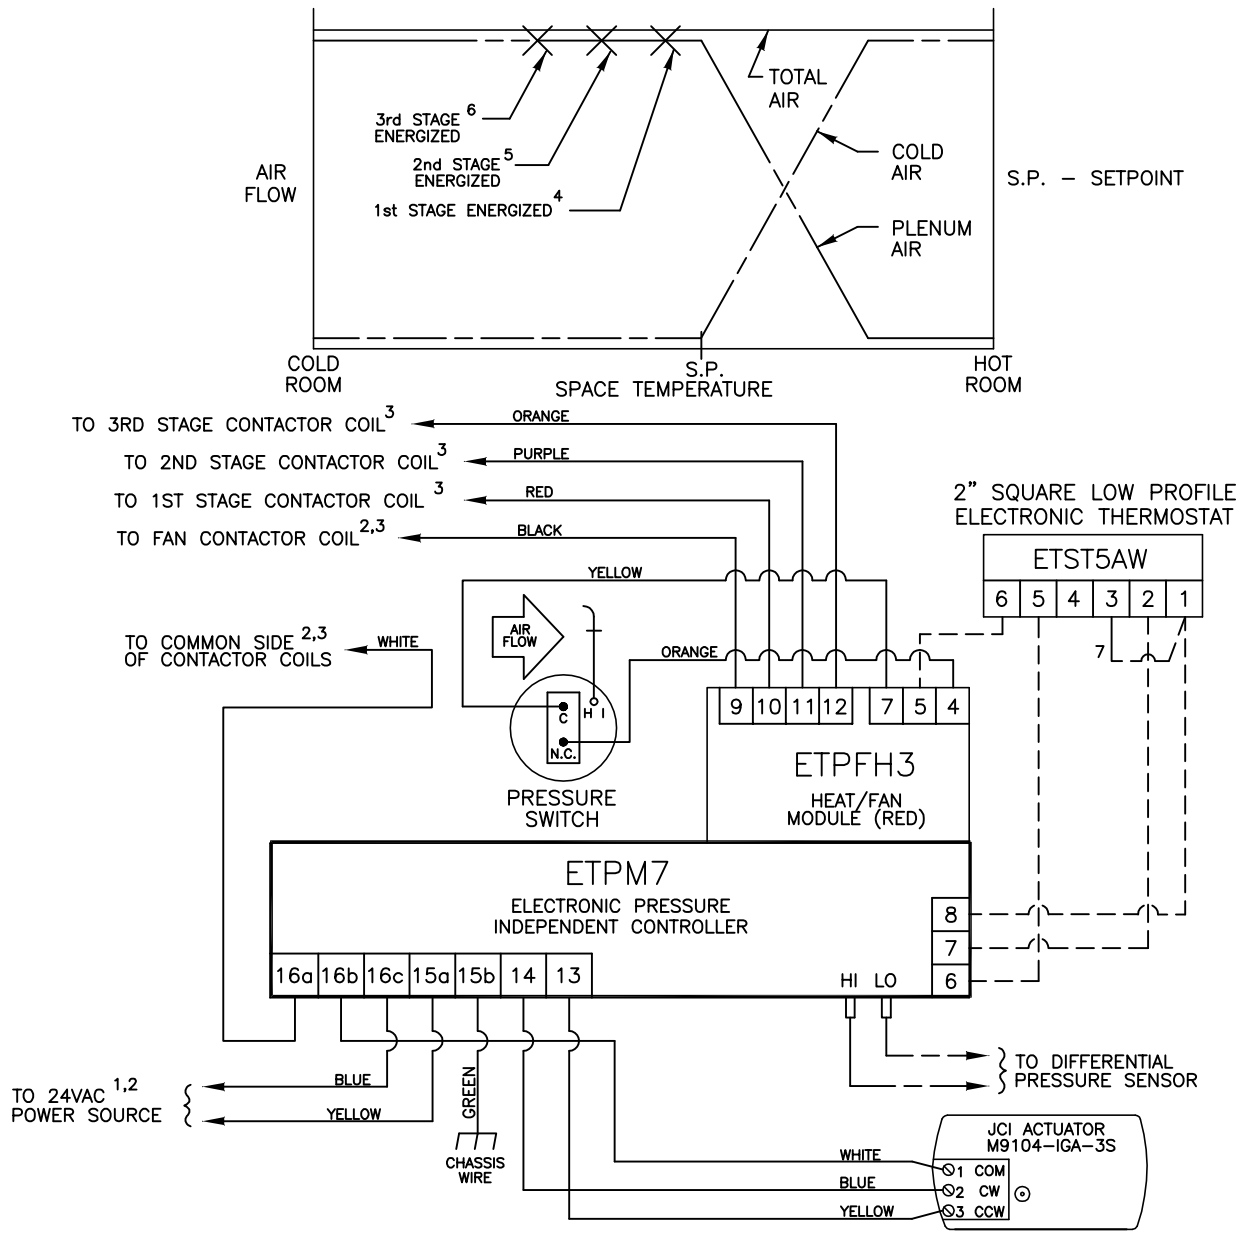 TOTAL
AIR
3rd STAGE 6
ENERGIZED
2nd STAGE 5
ENERGIZED
1st STAGE ENERGIZED 4
COLD
AIR
AIR
FLOW
S.P. - SETPOINT
PLENUM
AIR
COLD
ROOM
S.P.
SPACE TEMPERATURE
HOT
ROOM
TO 3RD STAGE CONTACTOR COIL 3
ORANGE
TO 2ND STAGE CONTACTOR COIL 3
PURPLE
TO 1ST STAGE CONTACTOR COIL 3
RED
TO FAN CONTACTOR COIL 2,3
BLACK
2" SQUARE LOW PROFILE
ELECTRONIC THERMOSTAT
ETST5AW
6 5 4 3 2 1
7
YELLOW
AIR
FLOW
TO COMMON SIDE 2,3
OF CONTACTOR COILS
WHITE
ORANGE
C
HI
N.C.
PRESSURE
SWITCH
9 10 11 12 7 5 4
ETPFH3
HEAT/FAN
MODULE (RED)
ETPM7
ELECTRONIC PRESSURE
INDEPENDENT CONTROLLER
8
7
6
16a 16b 16c 15a 15b 14 13
HI LO
TO DIFFERENTIAL
PRESSURE SENSOR
TO 24VAC 1,2
POWER SOURCE
BLUE
YELLOW
GREEN
CHASSIS
WIRE
JCI ACTUATOR
M9104-IGA-3S
WHITE
1 COM
BLUE
2 CW
YELLOW
3 CCW